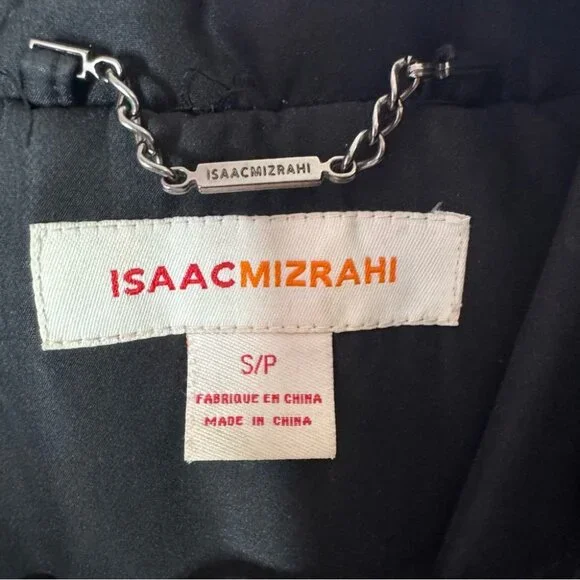 ISAACMIZRAHI
ISAACMIZRAHI
S/P
FABRIQUE EN CHINA
MADE IN CHINA